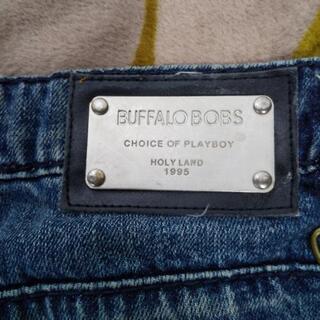 BUFFALO BOBS
CHOICE OF PLAYBOY
HOLY LAND
1995